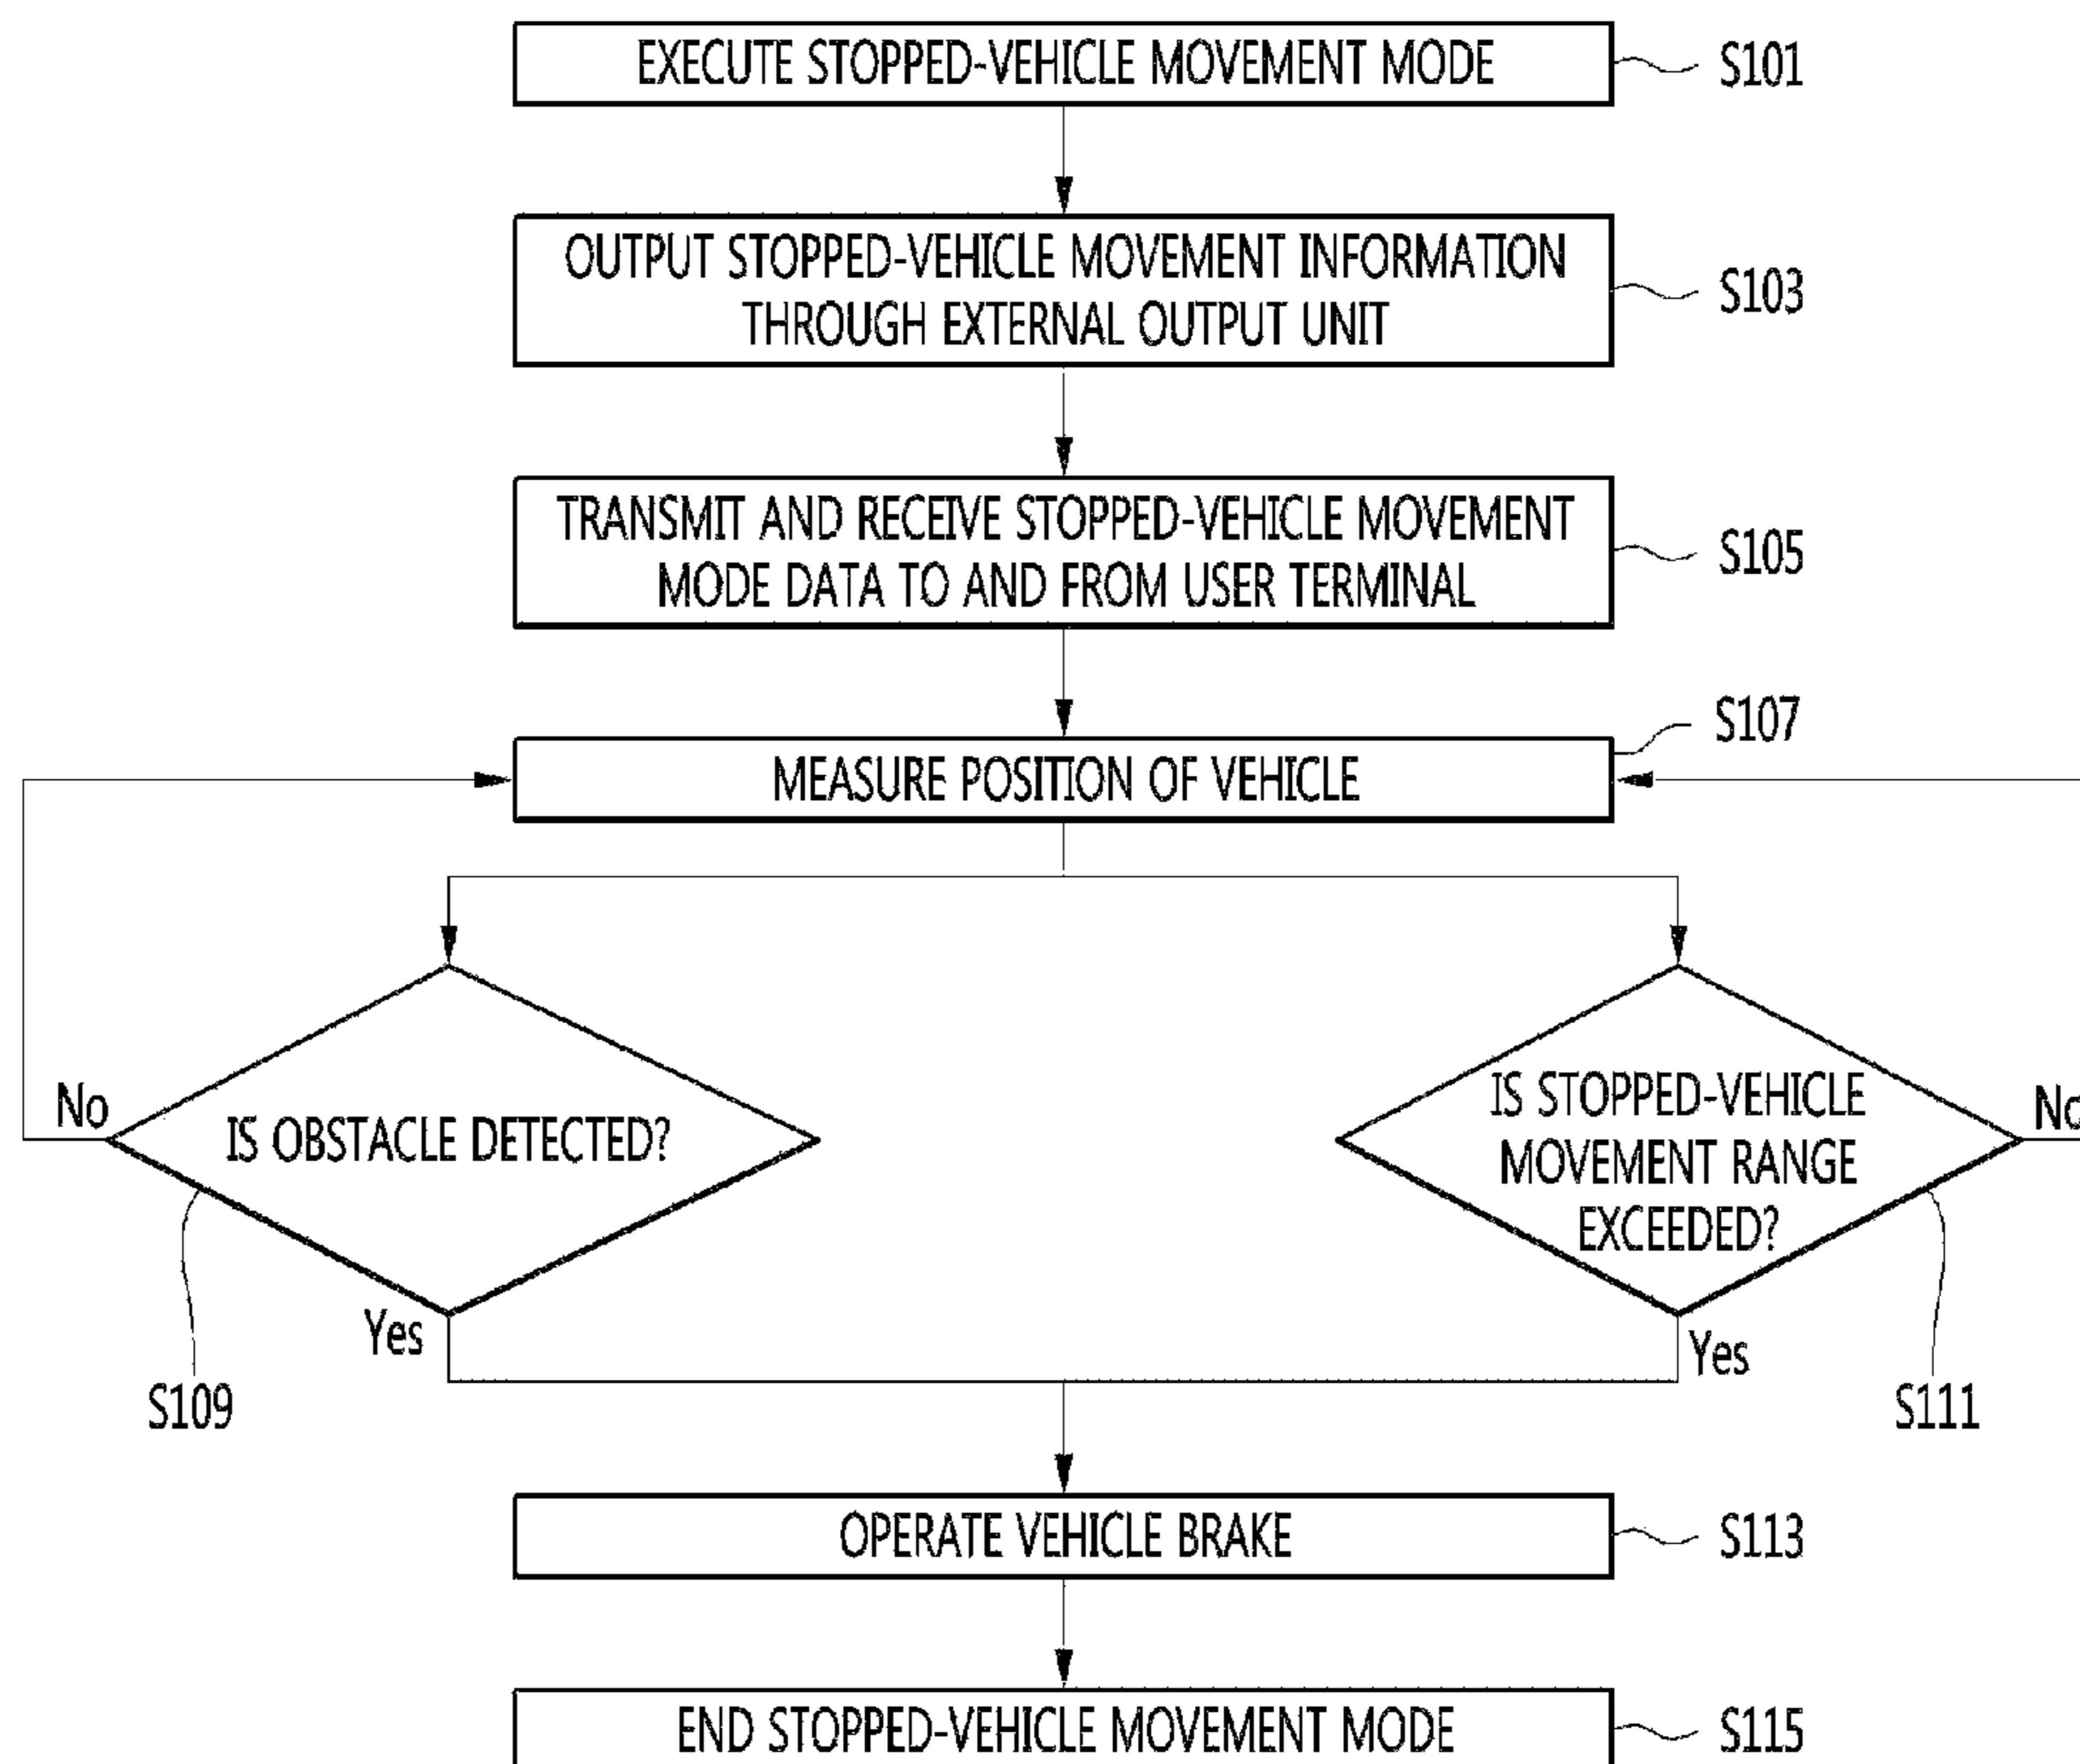 EXECUTE STOPPED-VEHICLE MOVEMENT MODE
S101
OUTPUT STOPPED-VEHICLE MOVEMENT INFORMATION
THROUGH EXTERNAL OUTPUT UNIT
S103
TRANSMIT AND RECEIVE STOPPED-VEHICLE MOVEMENT
MODE DATA TO AND FROM USER TERMINAL
S105
S107
MEASURE POSITION OF VEHICLE
No
IS OBSTACLE DETECTED?
Yes
S109
IS STOPPED-VEHICLE
MOVEMENT RANGE
EXCEEDED?
No
Yes
S111
OPERATE VEHICLE BRAKE
S113
END STOPPED-VEHICLE MOVEMENT MODE
S115